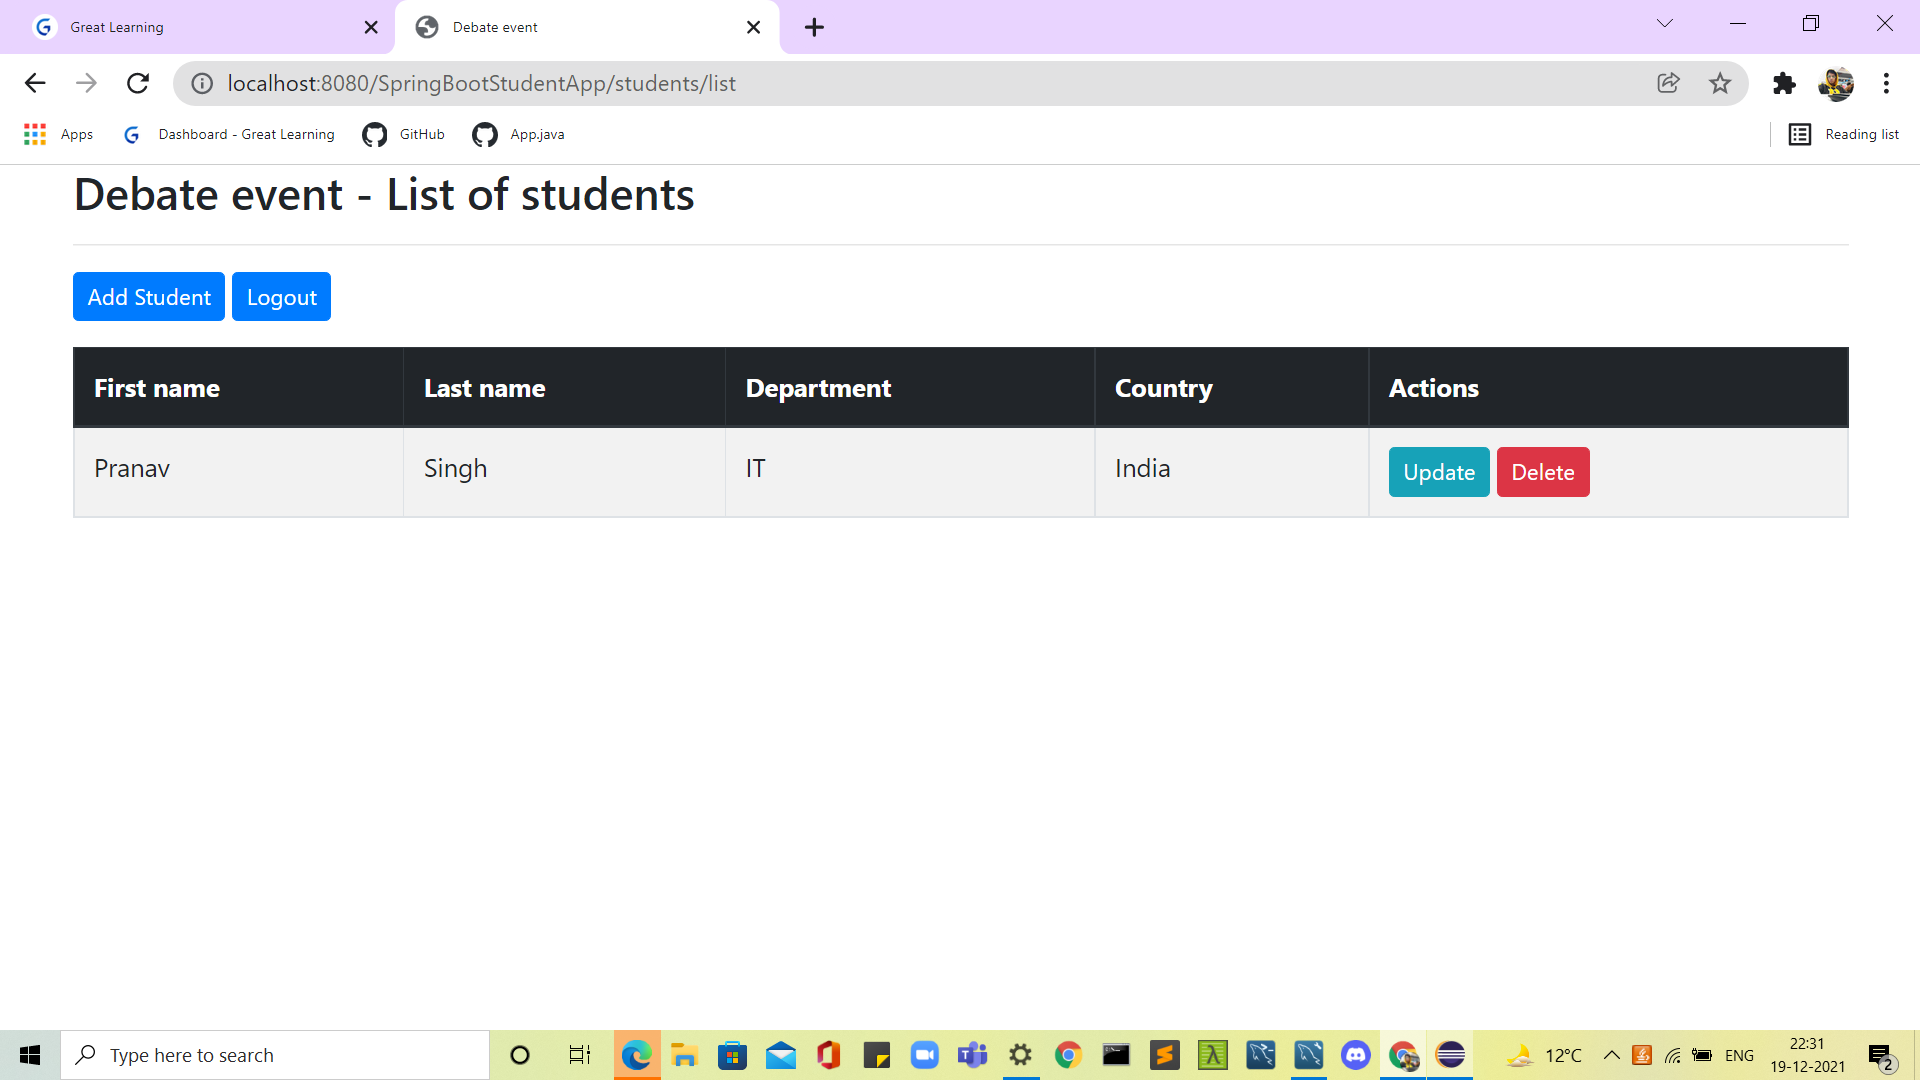 Great Learning
Debate event
localhost:8080/SpringBootStudentApp/students/list
Apps
Dashboard - Great Learning
GitHub
App.java
Reading list
Debate event - List of students
Add Student Logout
First name Last name Department Country Actions
Pranav Singh IT India Update Delete
Type here to search
12°C
ENG
22:31
19-12-2021
2